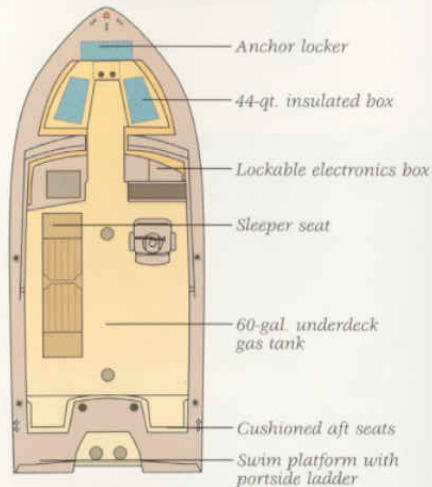 Anchor locker
44-qt. insulated box
Lockable electronics box
Sleeper seat
60-gal. underdeck
gas tank
Cushioned aft seats
Swim platform with
portside ladder